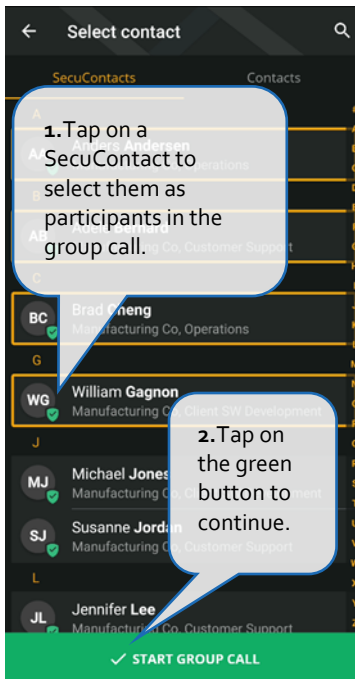 Select contact
SecuContacts Contacts
A
1.Tap on a
SecuContact to
select them as
participants in the
group call.
AA
Anders Andersen
Operations
B
AB
Adele Bernard
Manufacturing Co, Customer Support
C
BC
Brad Cheng
Manufacturing Co, Operations
G
WG
William Gagnon
Manufacturing Co, Client SW Development
2.Tap on
the green
button to
continue.
J
MJ
Michael Jones
Manufacturing
SJ
Susanne Jordan
Manufacturing Co, Customer Support
L
JL
Jennifer Lee
Manufacturing Co, Customer Support
START GROUP CALL